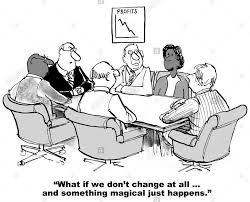 PROFITS
"What if we don't change at all ...
and something magical just happens."